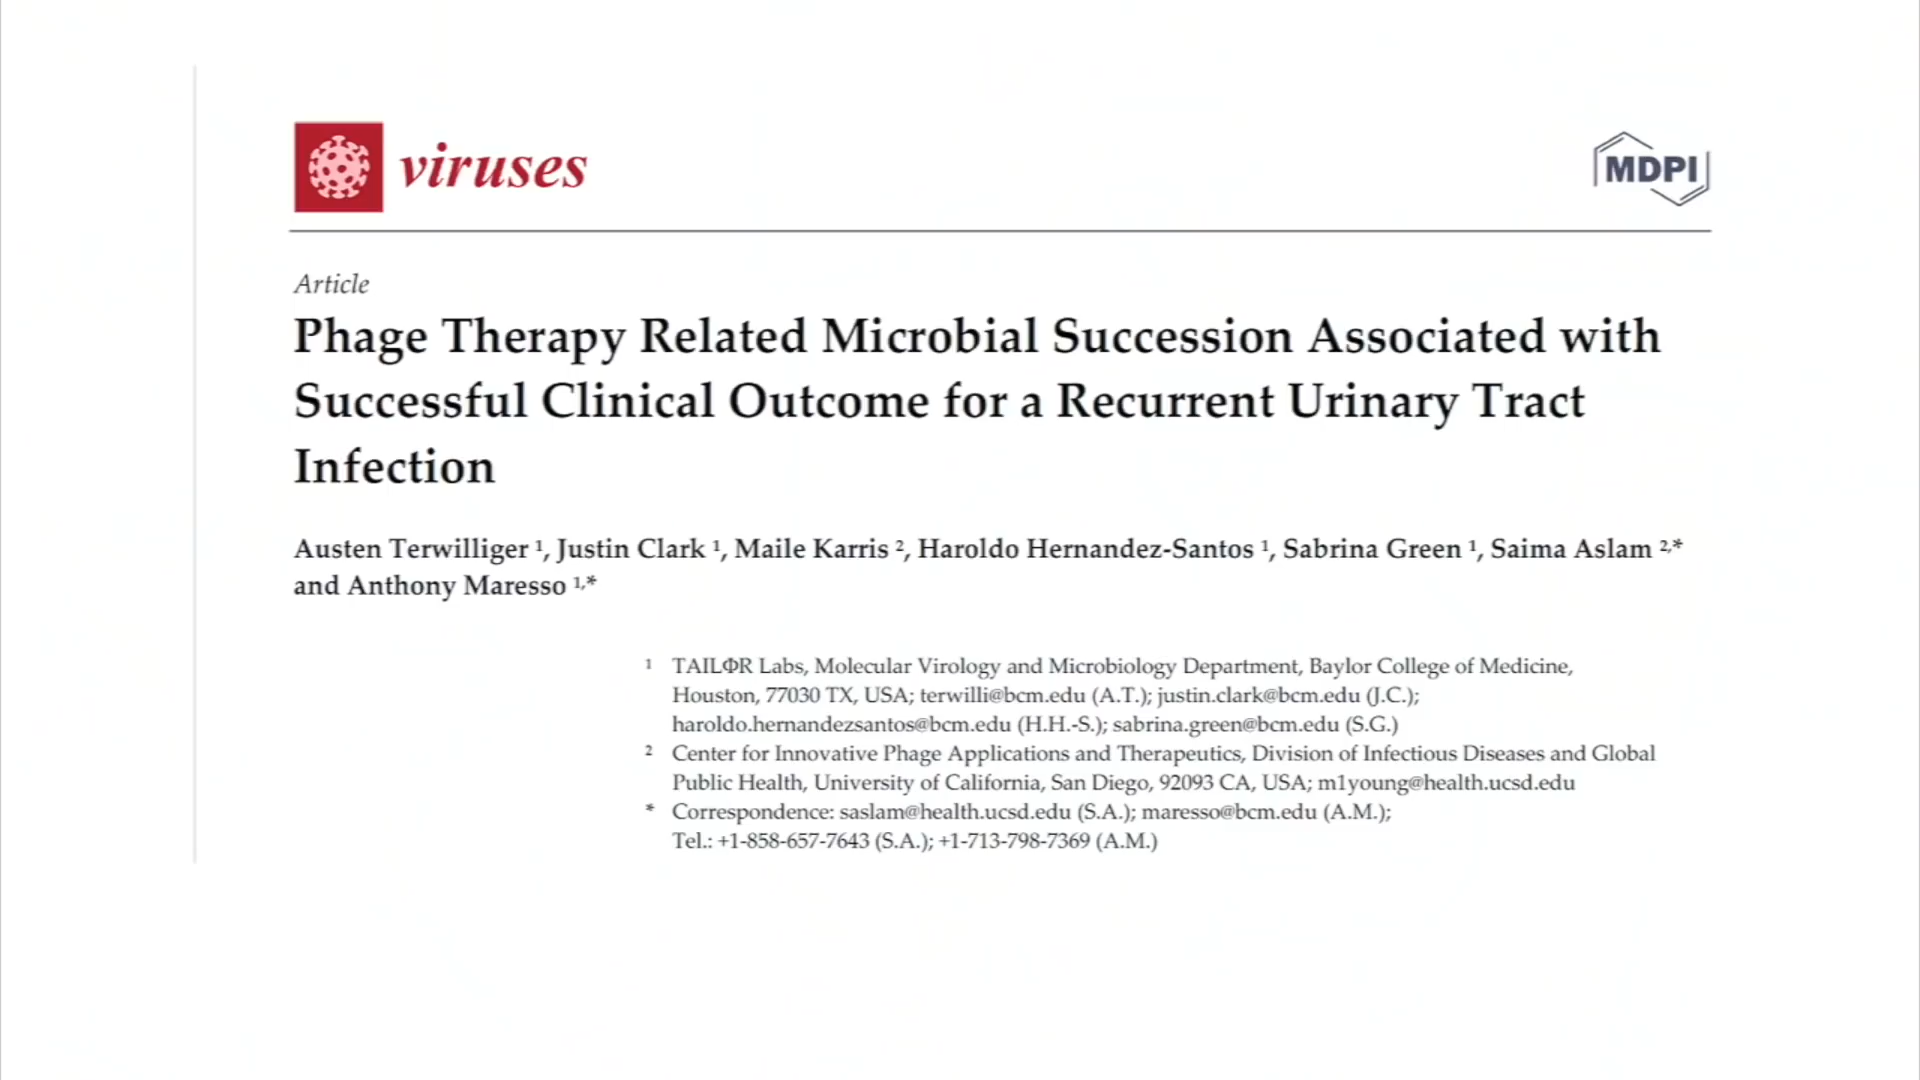 viruses
MDPI
Article
Phage Therapy Related Microbial Succession Associated with
Successful Clinical Outcome for a Recurrent Urinary Tract
Infection
Austen Terwilliger ¹, Justin Clark ¹, Maile Karris ², Haroldo Hernandez-Santos ¹, Sabrina Green ¹, Saima Aslam ²,*
and Anthony Maresso ¹,*
¹ TAILΦR Labs, Molecular Virology and Microbiology Department, Baylor College of Medicine,
Houston, 77030 TX, USA; terwilli@bcm.edu (A.T.); justin.clark@bcm.edu (J.C.);
haroldo.hernandezsantos@bcm.edu (H.H.-S.); sabrina.green@bcm.edu (S.G.)
² Center for Innovative Phage Applications and Therapeutics, Division of Infectious Diseases and Global
Public Health, University of California, San Diego, 92093 CA, USA; m1young@health.ucsd.edu
* Correspondence: saslam@health.ucsd.edu (S.A.); maresso@bcm.edu (A.M.);
Tel.: +1-858-657-7643 (S.A.); +1-713-798-7369 (A.M.)